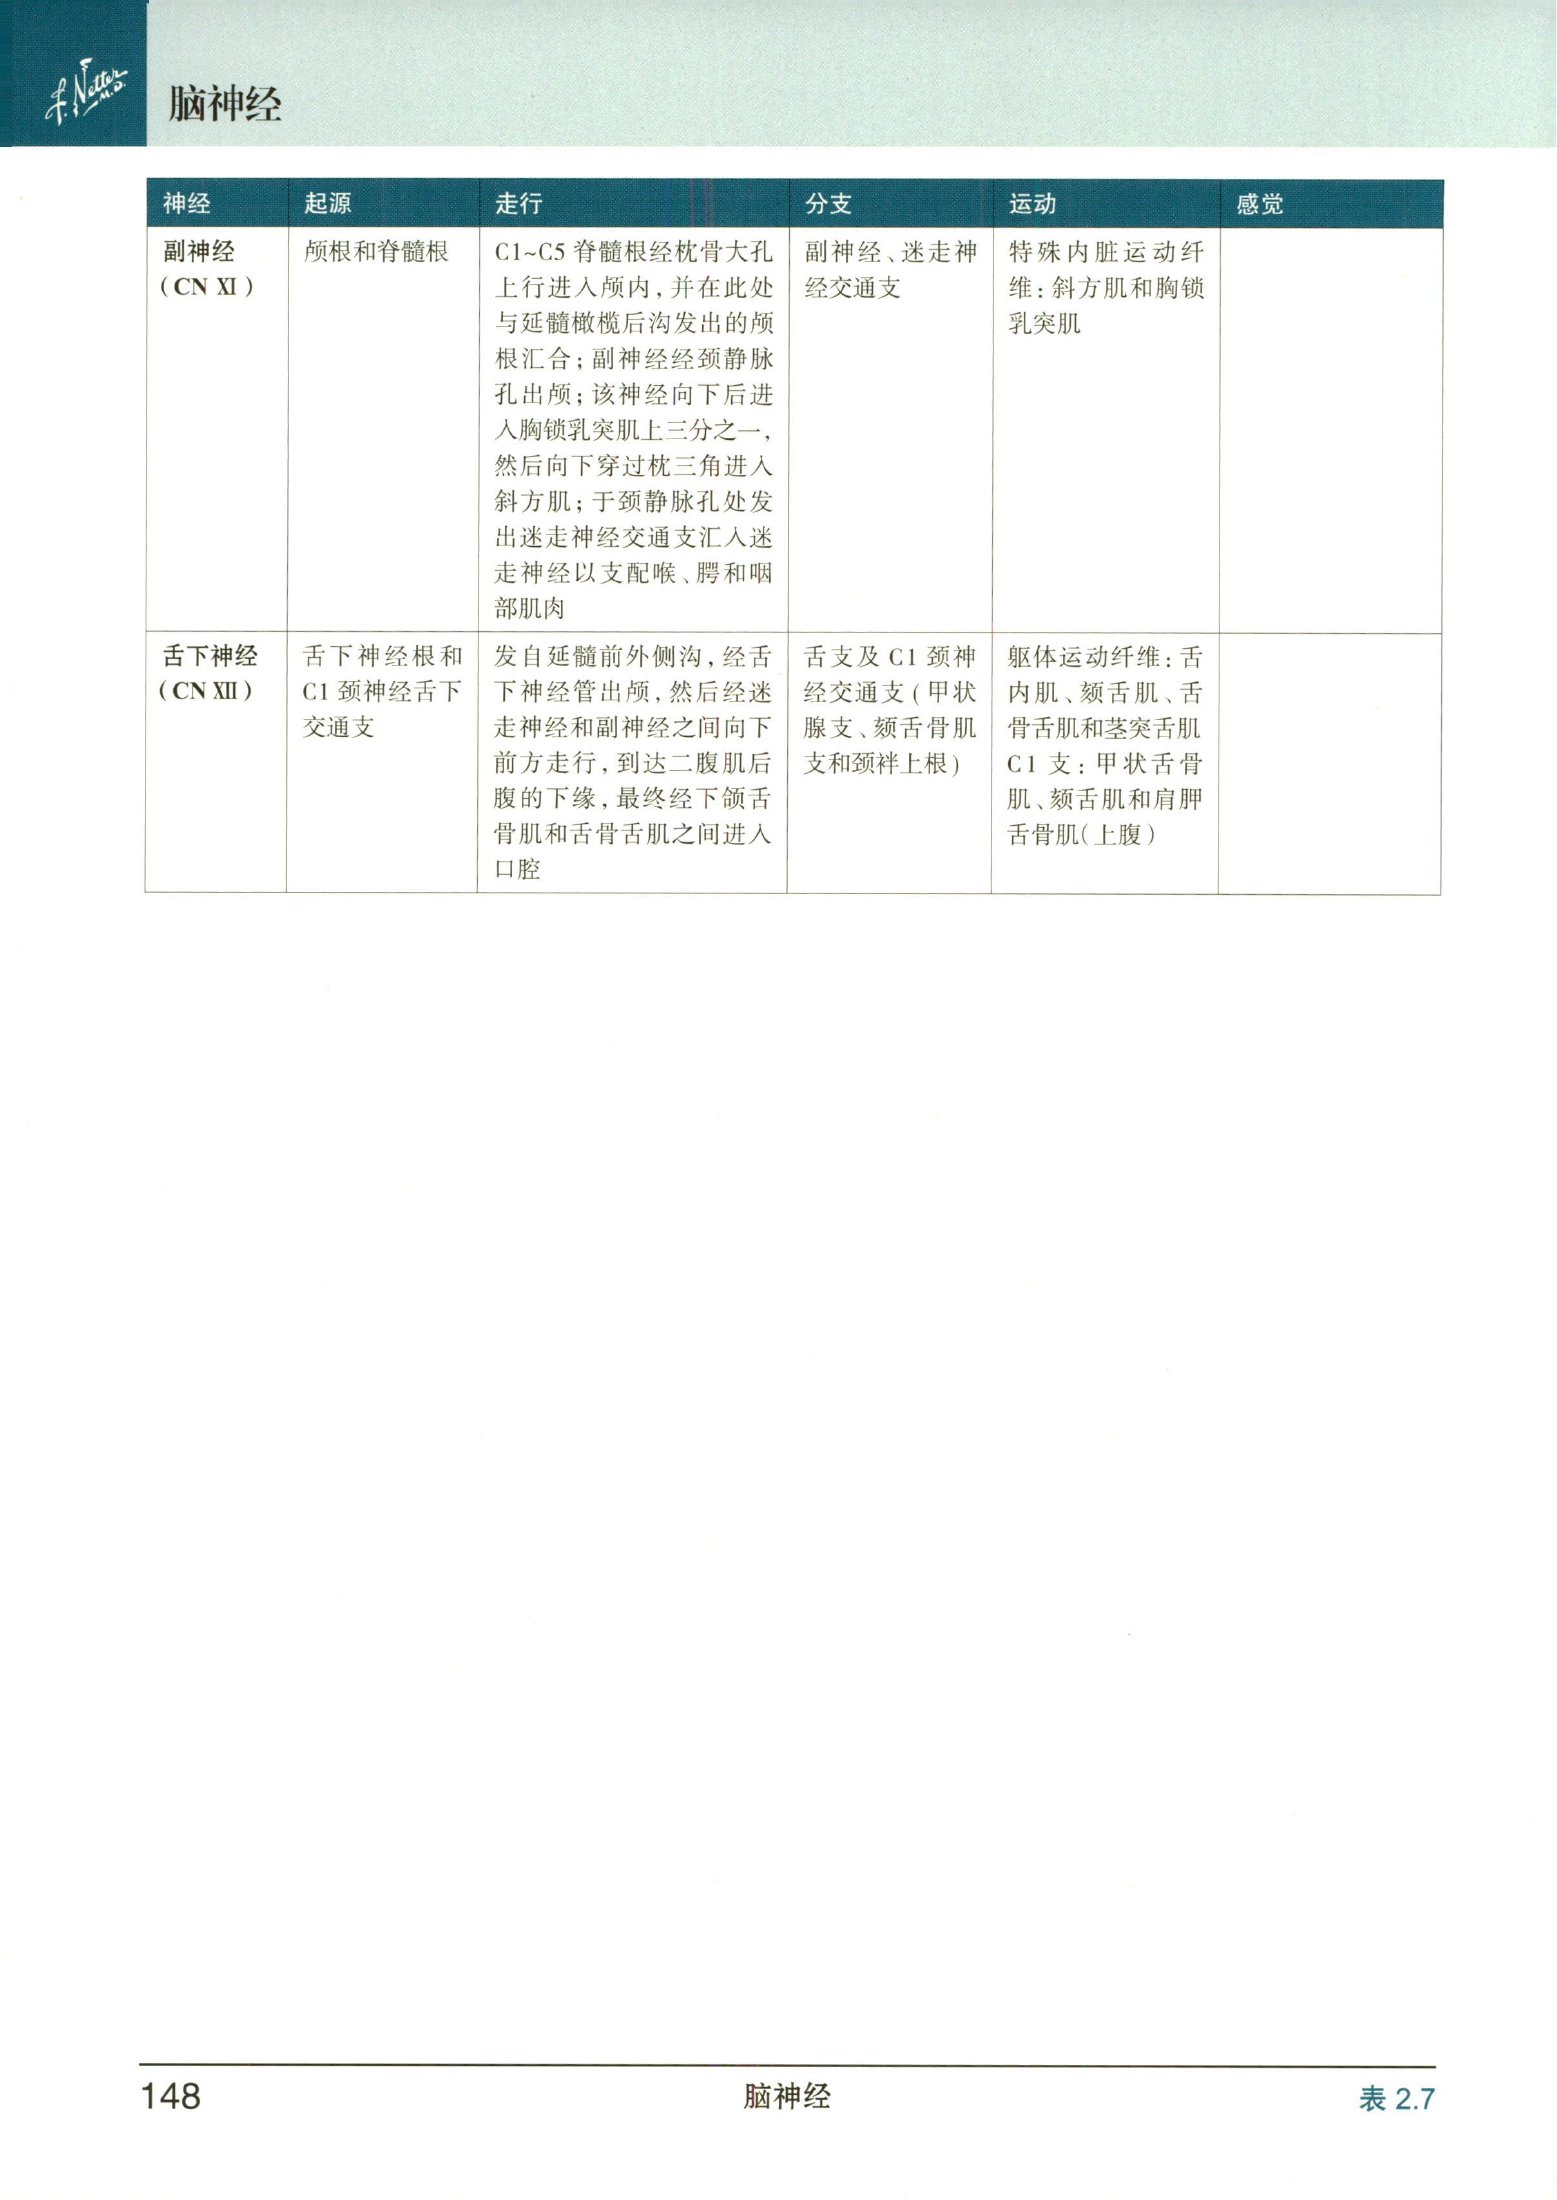 F. Netter M.D.
脑神经
神经 起源 走行 分支 运动 感觉
副神经
(CN Ⅺ)
颅根和脊髓根
C1~C5 脊髓根经枕骨大孔
上行进入颅内,并在此处
与延髓橄榄后沟发出的颅
根汇合;副神经经颈静脉
孔出颅;该神经向下后进
入胸锁乳突肌上三分之一,
然后向下穿过枕三角进入
斜方肌;于颈静脉孔处发
出迷走神经交通支汇入迷
走神经以支配喉、腭和咽
部肌肉
副神经、迷走神
经交通支
特殊内脏运动纤
维:斜方肌和胸锁
乳突肌
舌下神经
(CN Ⅻ)
舌下神经根和
C1 颈神经舌下
交通支
发自延髓前外侧沟,经舌
下神经管出颅,然后经迷
走神经和副神经之间向下
前方走行,到达二腹肌后
腹的下缘,最终经下颌舌
骨肌和舌骨舌肌之间进入
口腔
舌支及 C1 颈神
经交通支(甲状
腺支、颏舌骨肌
支和颈袢上根)
躯体运动纤维:舌
内肌、颏舌肌、舌
骨舌肌和茎突舌肌
C1 支:甲状舌骨
肌、颏舌肌和肩胛
舌骨肌(上腹)
148 脑神经 表 2.7